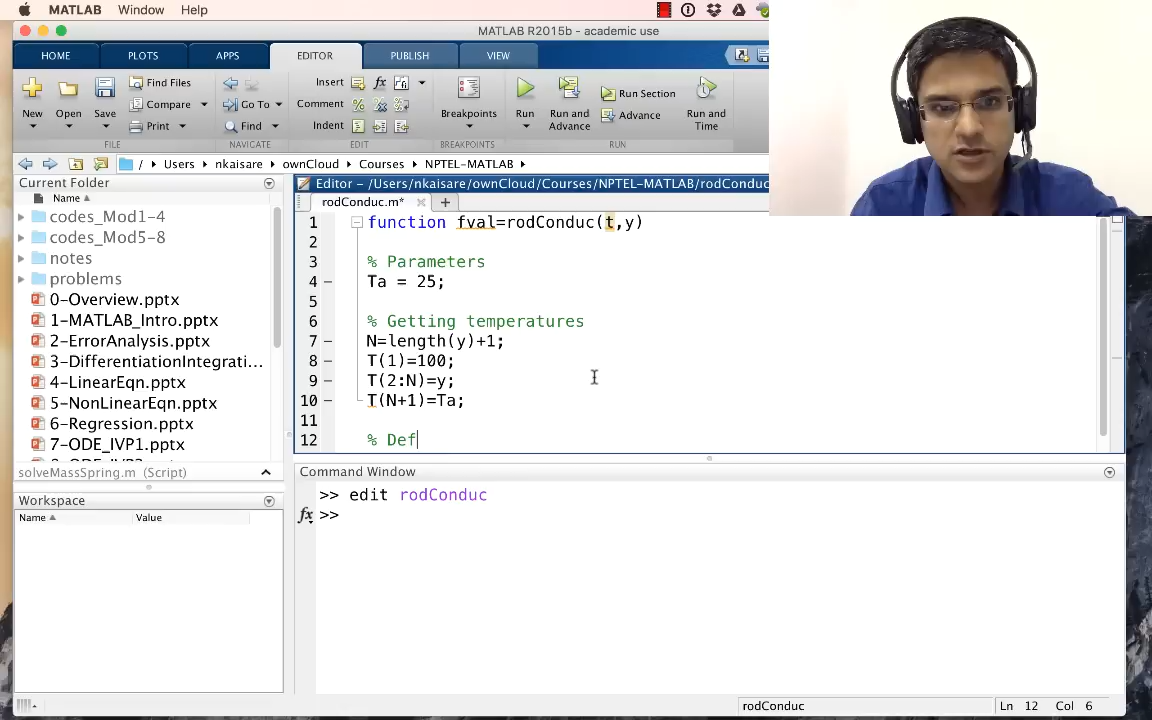 MATLAB Window Help
MATLAB R2015b - academic use
HOME PLOTS APPS EDITOR PUBLISH VIEW
New Open Save
Find Files
Compare
Print
Go To
Find
Insert
Comment
Indent
Breakpoints
Run
Run and
Advance
Run Section
Advance
Run and
Time
FILE NAVIGATE EDIT BREAKPOINTS RUN
/ Users nkaisare ownCloud Courses NPTEL-MATLAB
Current Folder
Name
codes_Mod1-4
codes_Mod5-8
notes
problems
0-Overview.pptx
1-MATLAB_Intro.pptx
2-ErrorAnalysis.pptx
3-DifferentiationIntegrati...
4-LinearEqn.pptx
5-NonLinearEqn.pptx
6-Regression.pptx
7-ODE_IVP1.pptx
solveMassSpring.m (Script)
Workspace
Name Value
Editor - /Users/nkaisare/ownCloud/Courses/NPTEL-MATLAB/rodConduc
rodConduc.m*
1 function fval=rodConduc(t,y)
2
3 % Parameters
4 Ta = 25;
5
6 % Getting temperatures
7 N=length(y)+1;
8 T(1)=100;
9 T(2:N)=y;
10 T(N+1)=Ta;
11
12 % Def
Command Window
>> edit rodConduc
fx >>
rodConduc
Ln 12 Col 6